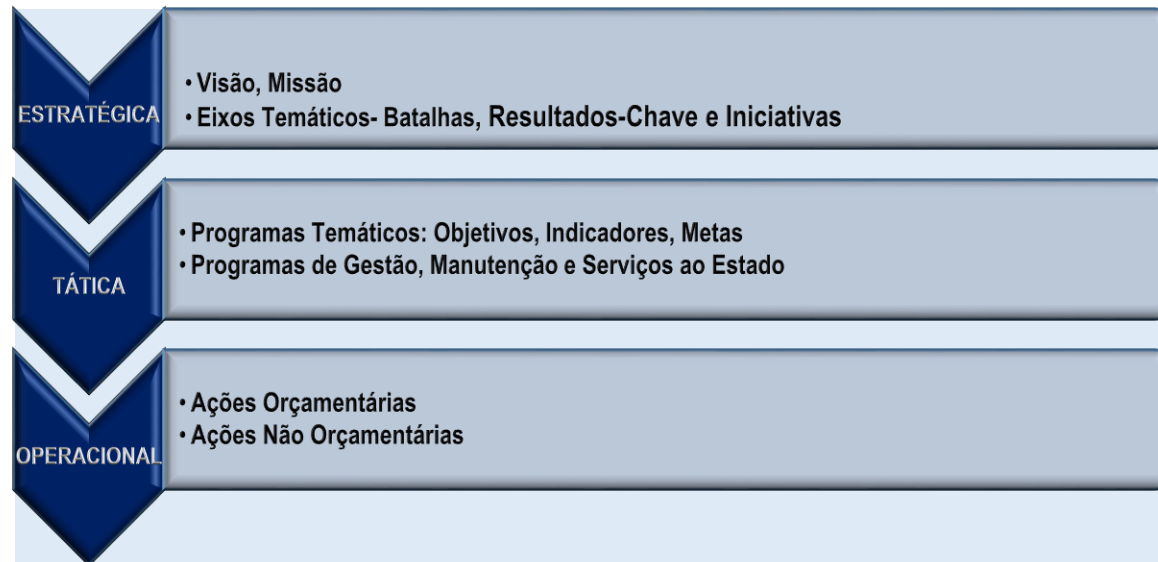 ESTRATÉGICA
• Visão, Missão
• Eixos Temáticos- Batalhas, Resultados-Chave e Iniciativas
TÁTICA
• Programas Temáticos: Objetivos, Indicadores, Metas
• Programas de Gestão, Manutenção e Serviços ao Estado
OPERACIONAL
• Ações Orçamentárias
• Ações Não Orçamentárias